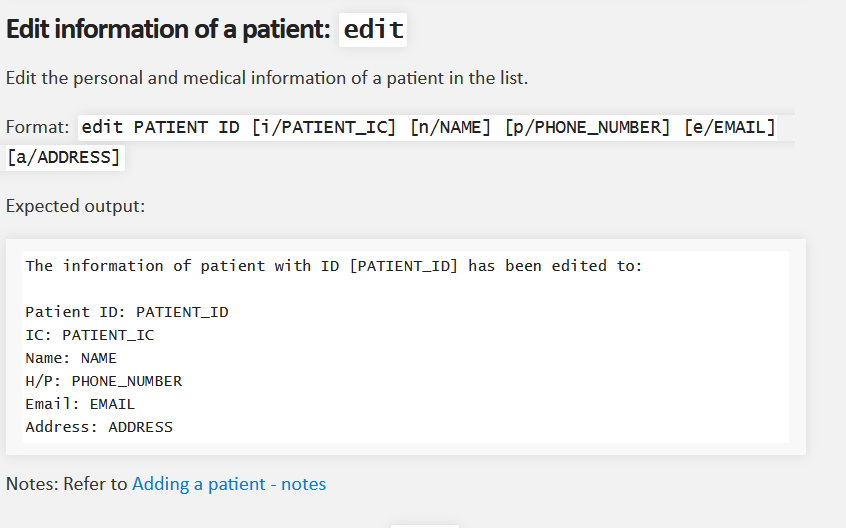 Edit information of a patient: edit
Edit the personal and medical information of a patient in the list.
Format: edit PATIENT ID [i/PATIENT_IC] [n/NAME] [p/PHONE_NUMBER] [e/EMAIL]
[a/ADDRESS]
Expected output:
The information of patient with ID [PATIENT_ID] has been edited to:
Patient ID: PATIENT_ID
IC: PATIENT_IC
Name: NAME
H/P: PHONE_NUMBER
Email: EMAIL
Address: ADDRESS
Notes: Refer to Adding a patient - notes